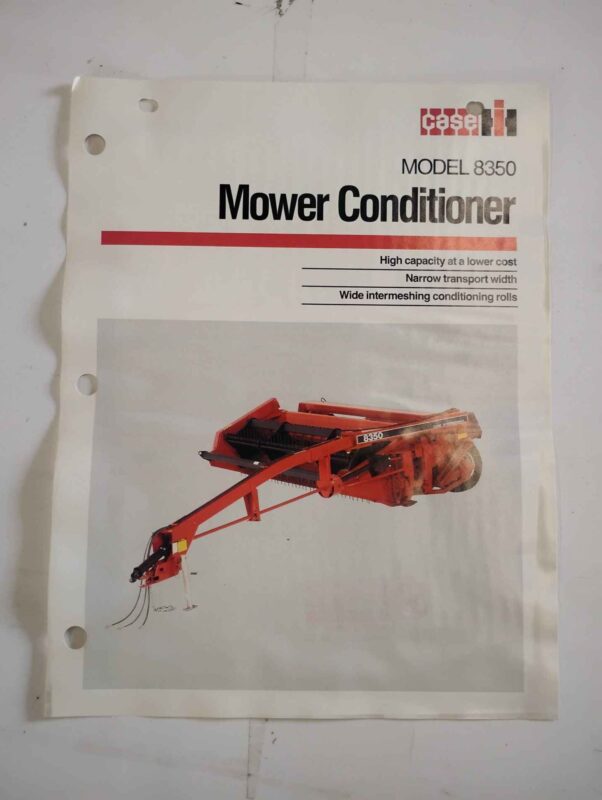 case IH
MODEL 8350
Mower Conditioner
High capacity at a lower cost
Narrow transport width
Wide intermeshing conditioning rolls
8350